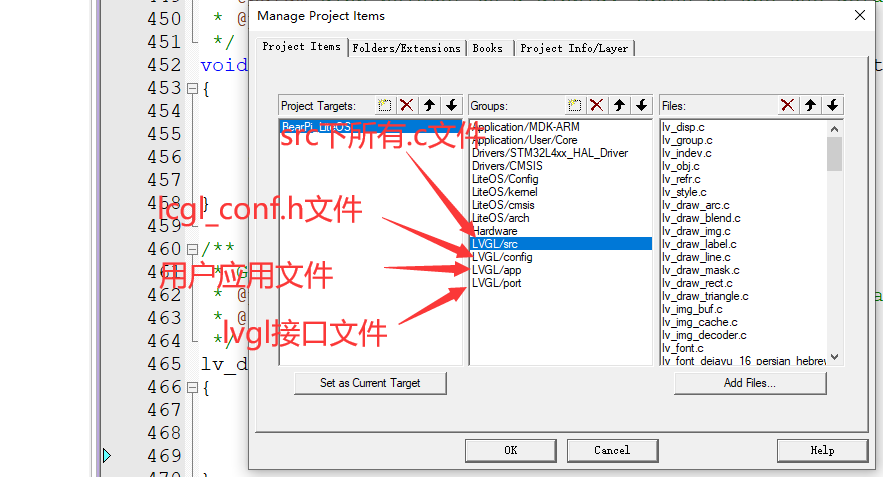 450 * @
451 */
452 void
453 {
454
455
456
457
458 }
459
460 /**
461
462 * @
463 * @
464 */
465 lv_d
466 {
467
468
469
Manage Project Items
Project Items Folders/Extensions Books Project Info/Layer
Project Targets:
BearPi_LiteOS
Set as Current Target
Groups:
Application/MDK-ARM
Application/User/Core
Drivers/STM32L4xx_HAL_Driver
Drivers/CMSIS
LiteOS/Config
LiteOS/kernel
LiteOS/cmsis
LiteOS/arch
Hardware
LVGL/src
LVGL/config
LVGL/app
LVGL/port
Files:
lv_disp.c
lv_group.c
lv_indev.c
lv_obj.c
lv_refr.c
lv_style.c
lv_draw_arc.c
lv_draw_blend.c
lv_draw_img.c
lv_draw_label.c
lv_draw_line.c
lv_draw_mask.c
lv_draw_rect.c
lv_draw_triangle.c
lv_img_buf.c
lv_img_cache.c
lv_img_decoder.c
lv_font.c
lv_font_dejavu_16_persian_hebrew
Add Files...
src下所有.c文件
lcgl_conf.h文件
用户应用文件
lvgl接口文件
OK Cancel Help